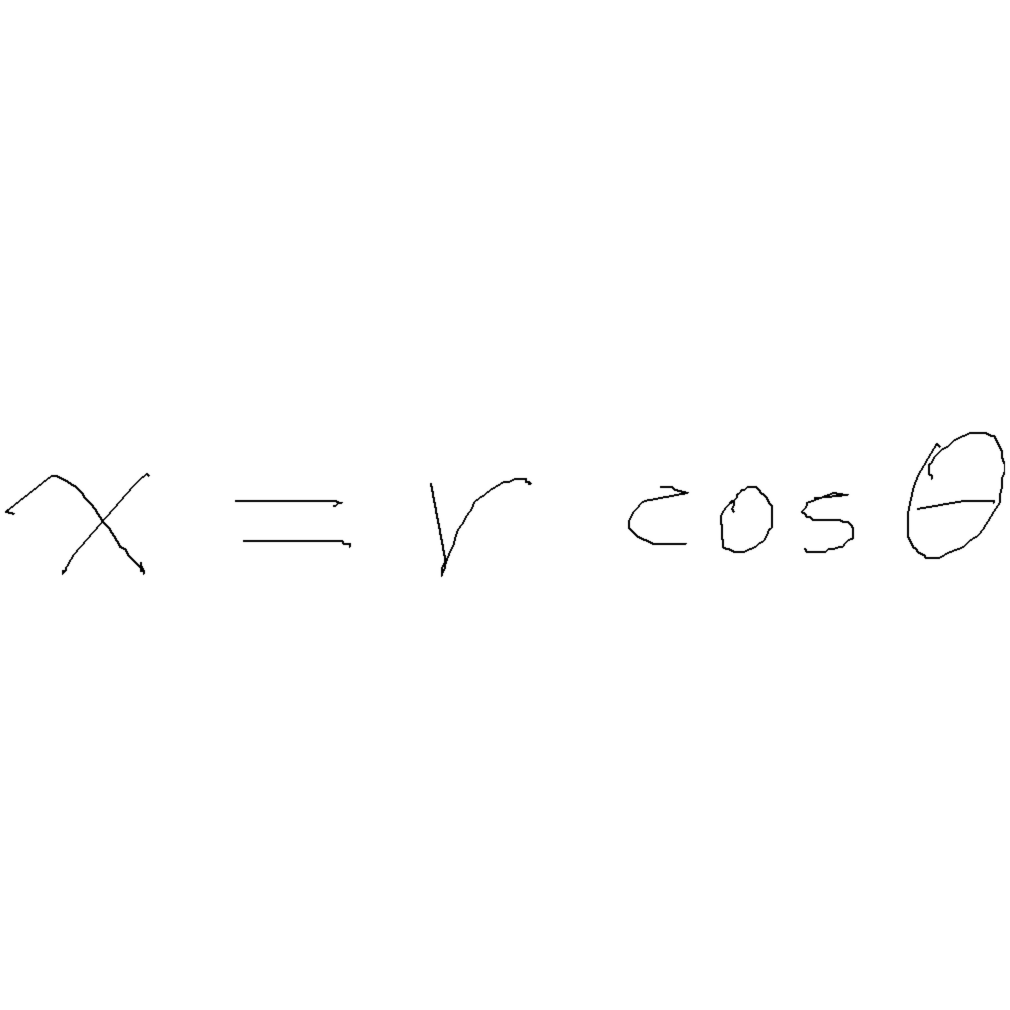 x = r cos θ